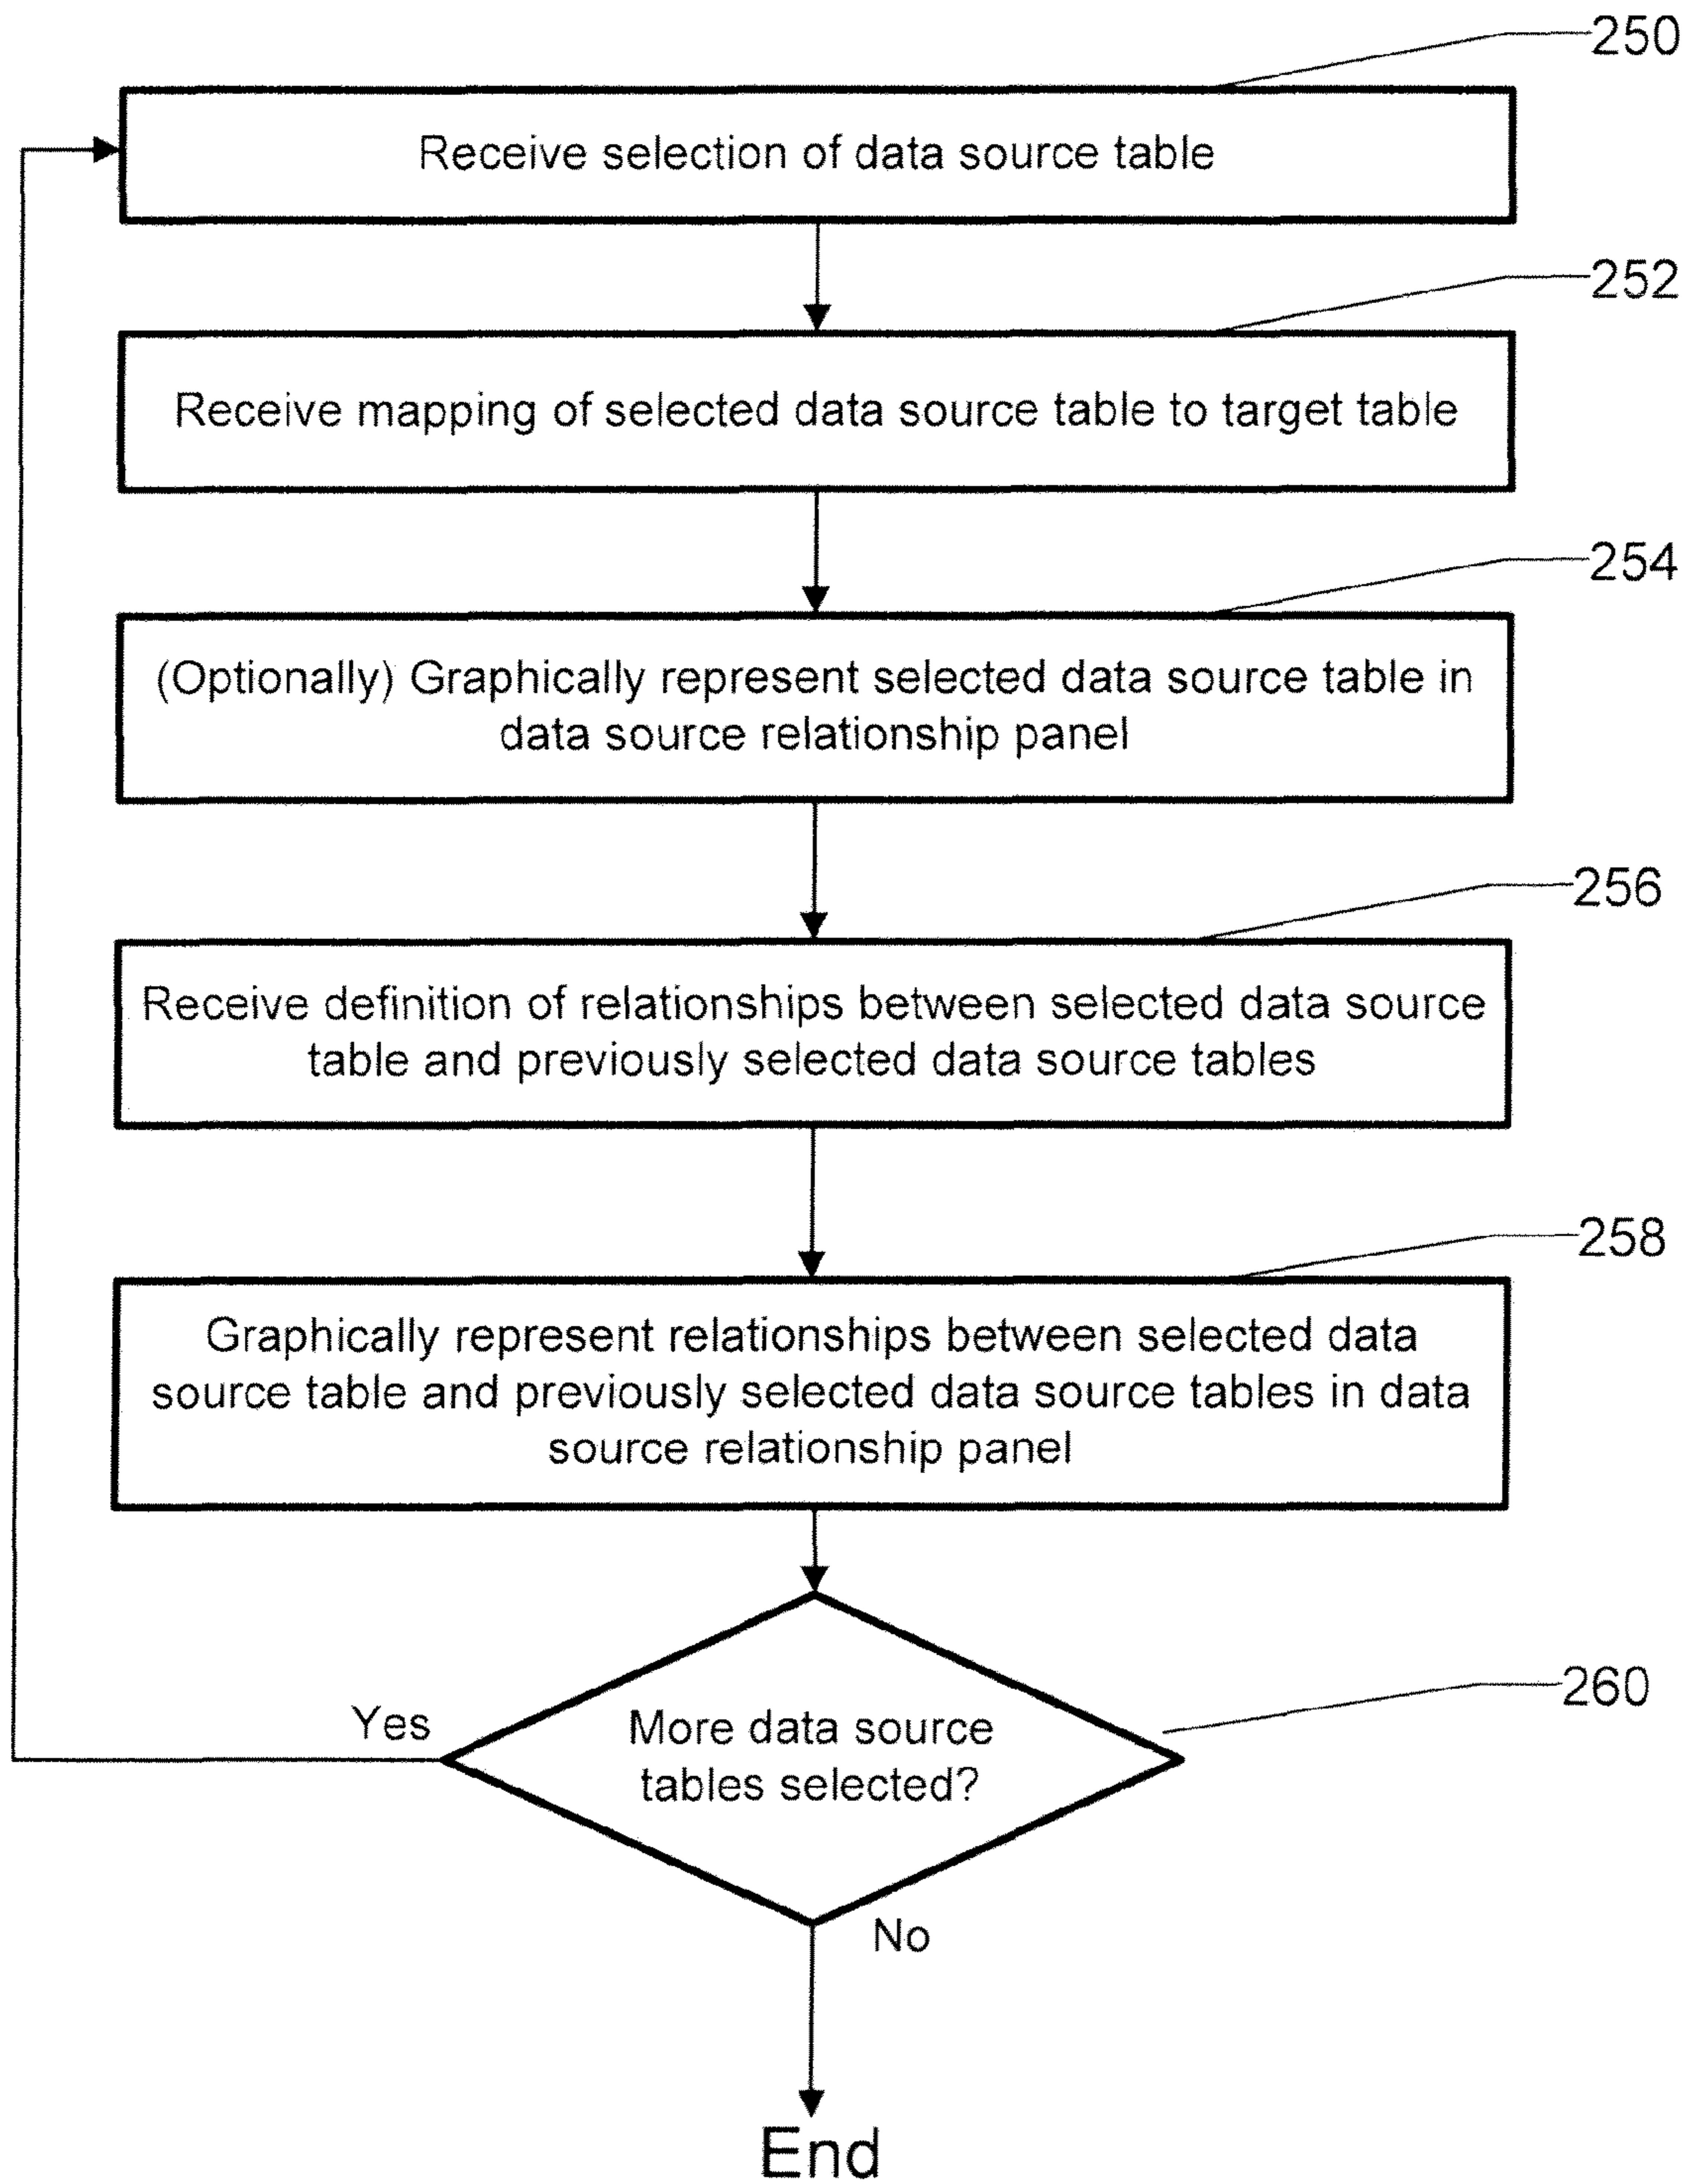 250
Receive selection of data source table
252
Receive mapping of selected data source table to target table
254
(Optionally) Graphically represent selected data source table in
data source relationship panel
256
Receive definition of relationships between selected data source
table and previously selected data source tables
258
Graphically represent relationships between selected data
source table and previously selected data source tables in data
source relationship panel
260
Yes
More data source
tables selected?
No
End